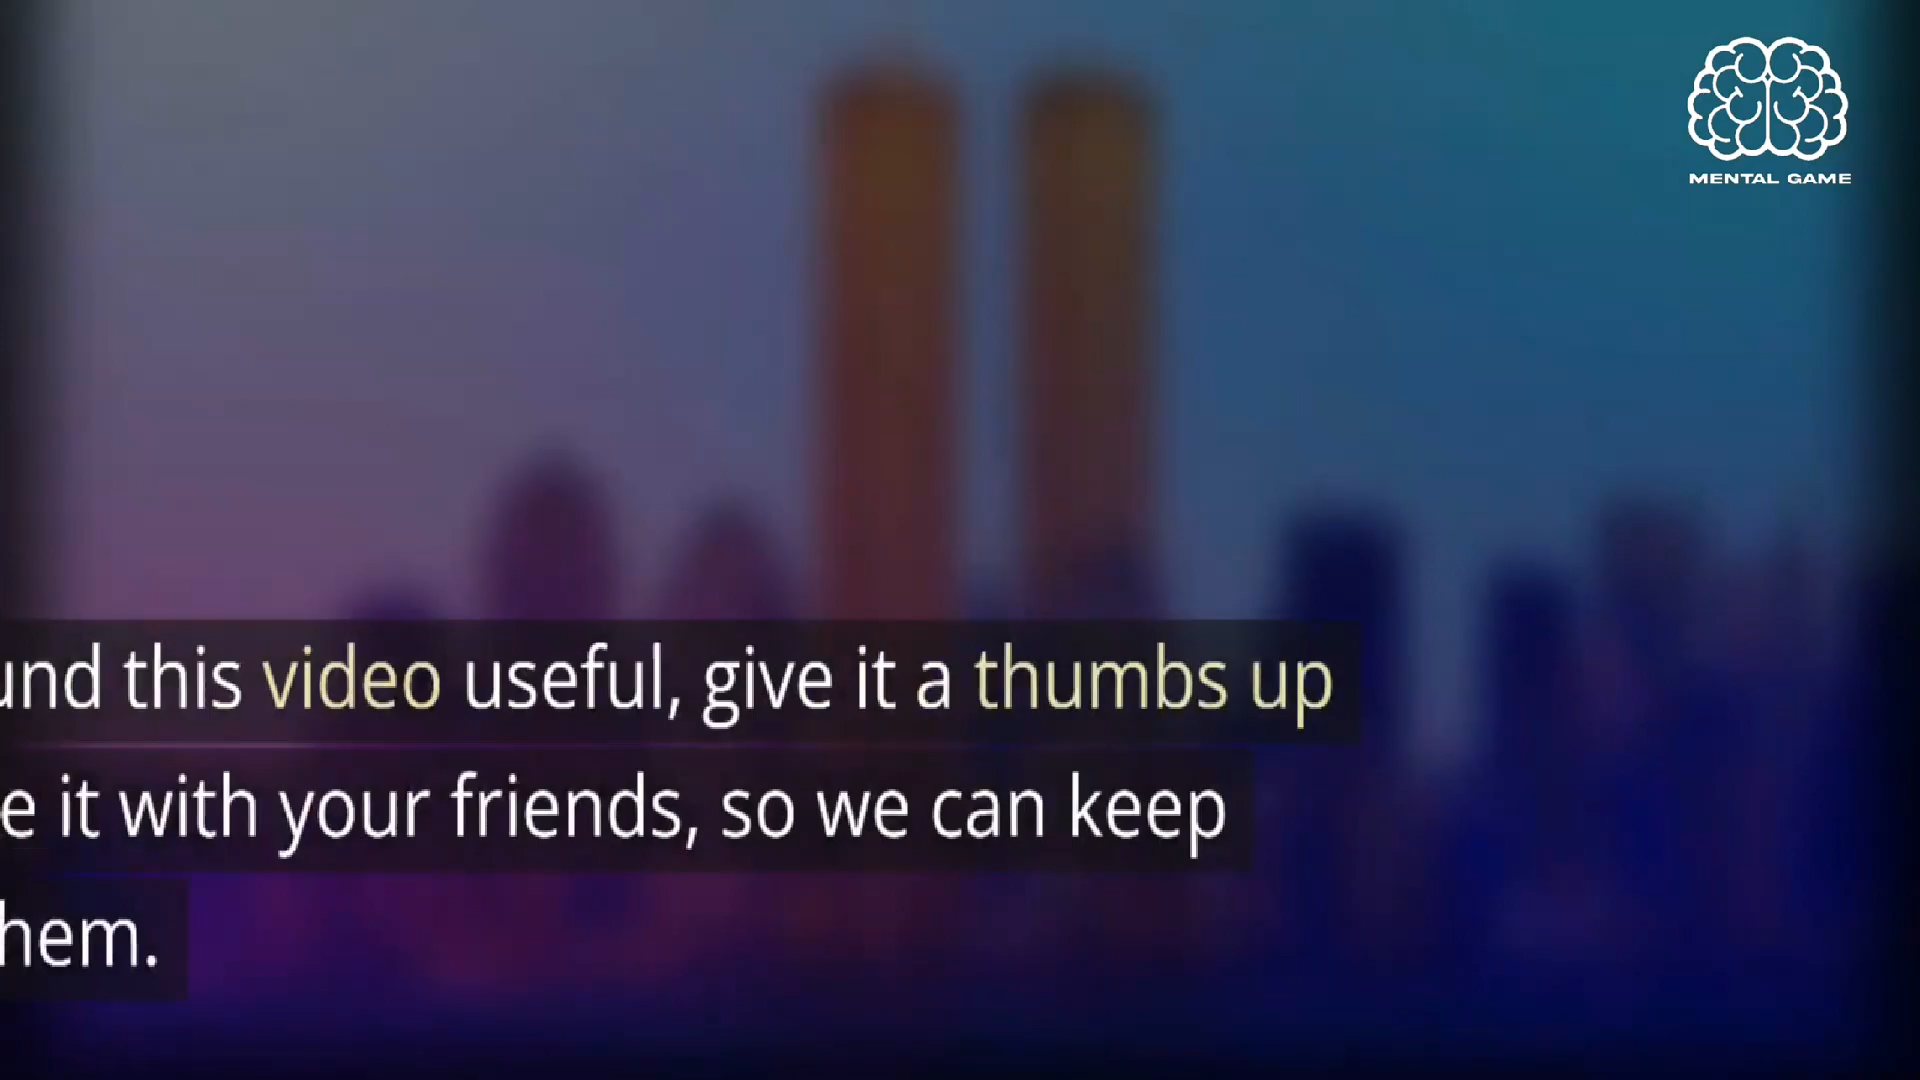 MENTAL GAME
und this video useful, give it a thumbs up
e it with your friends, so we can keep
hem.